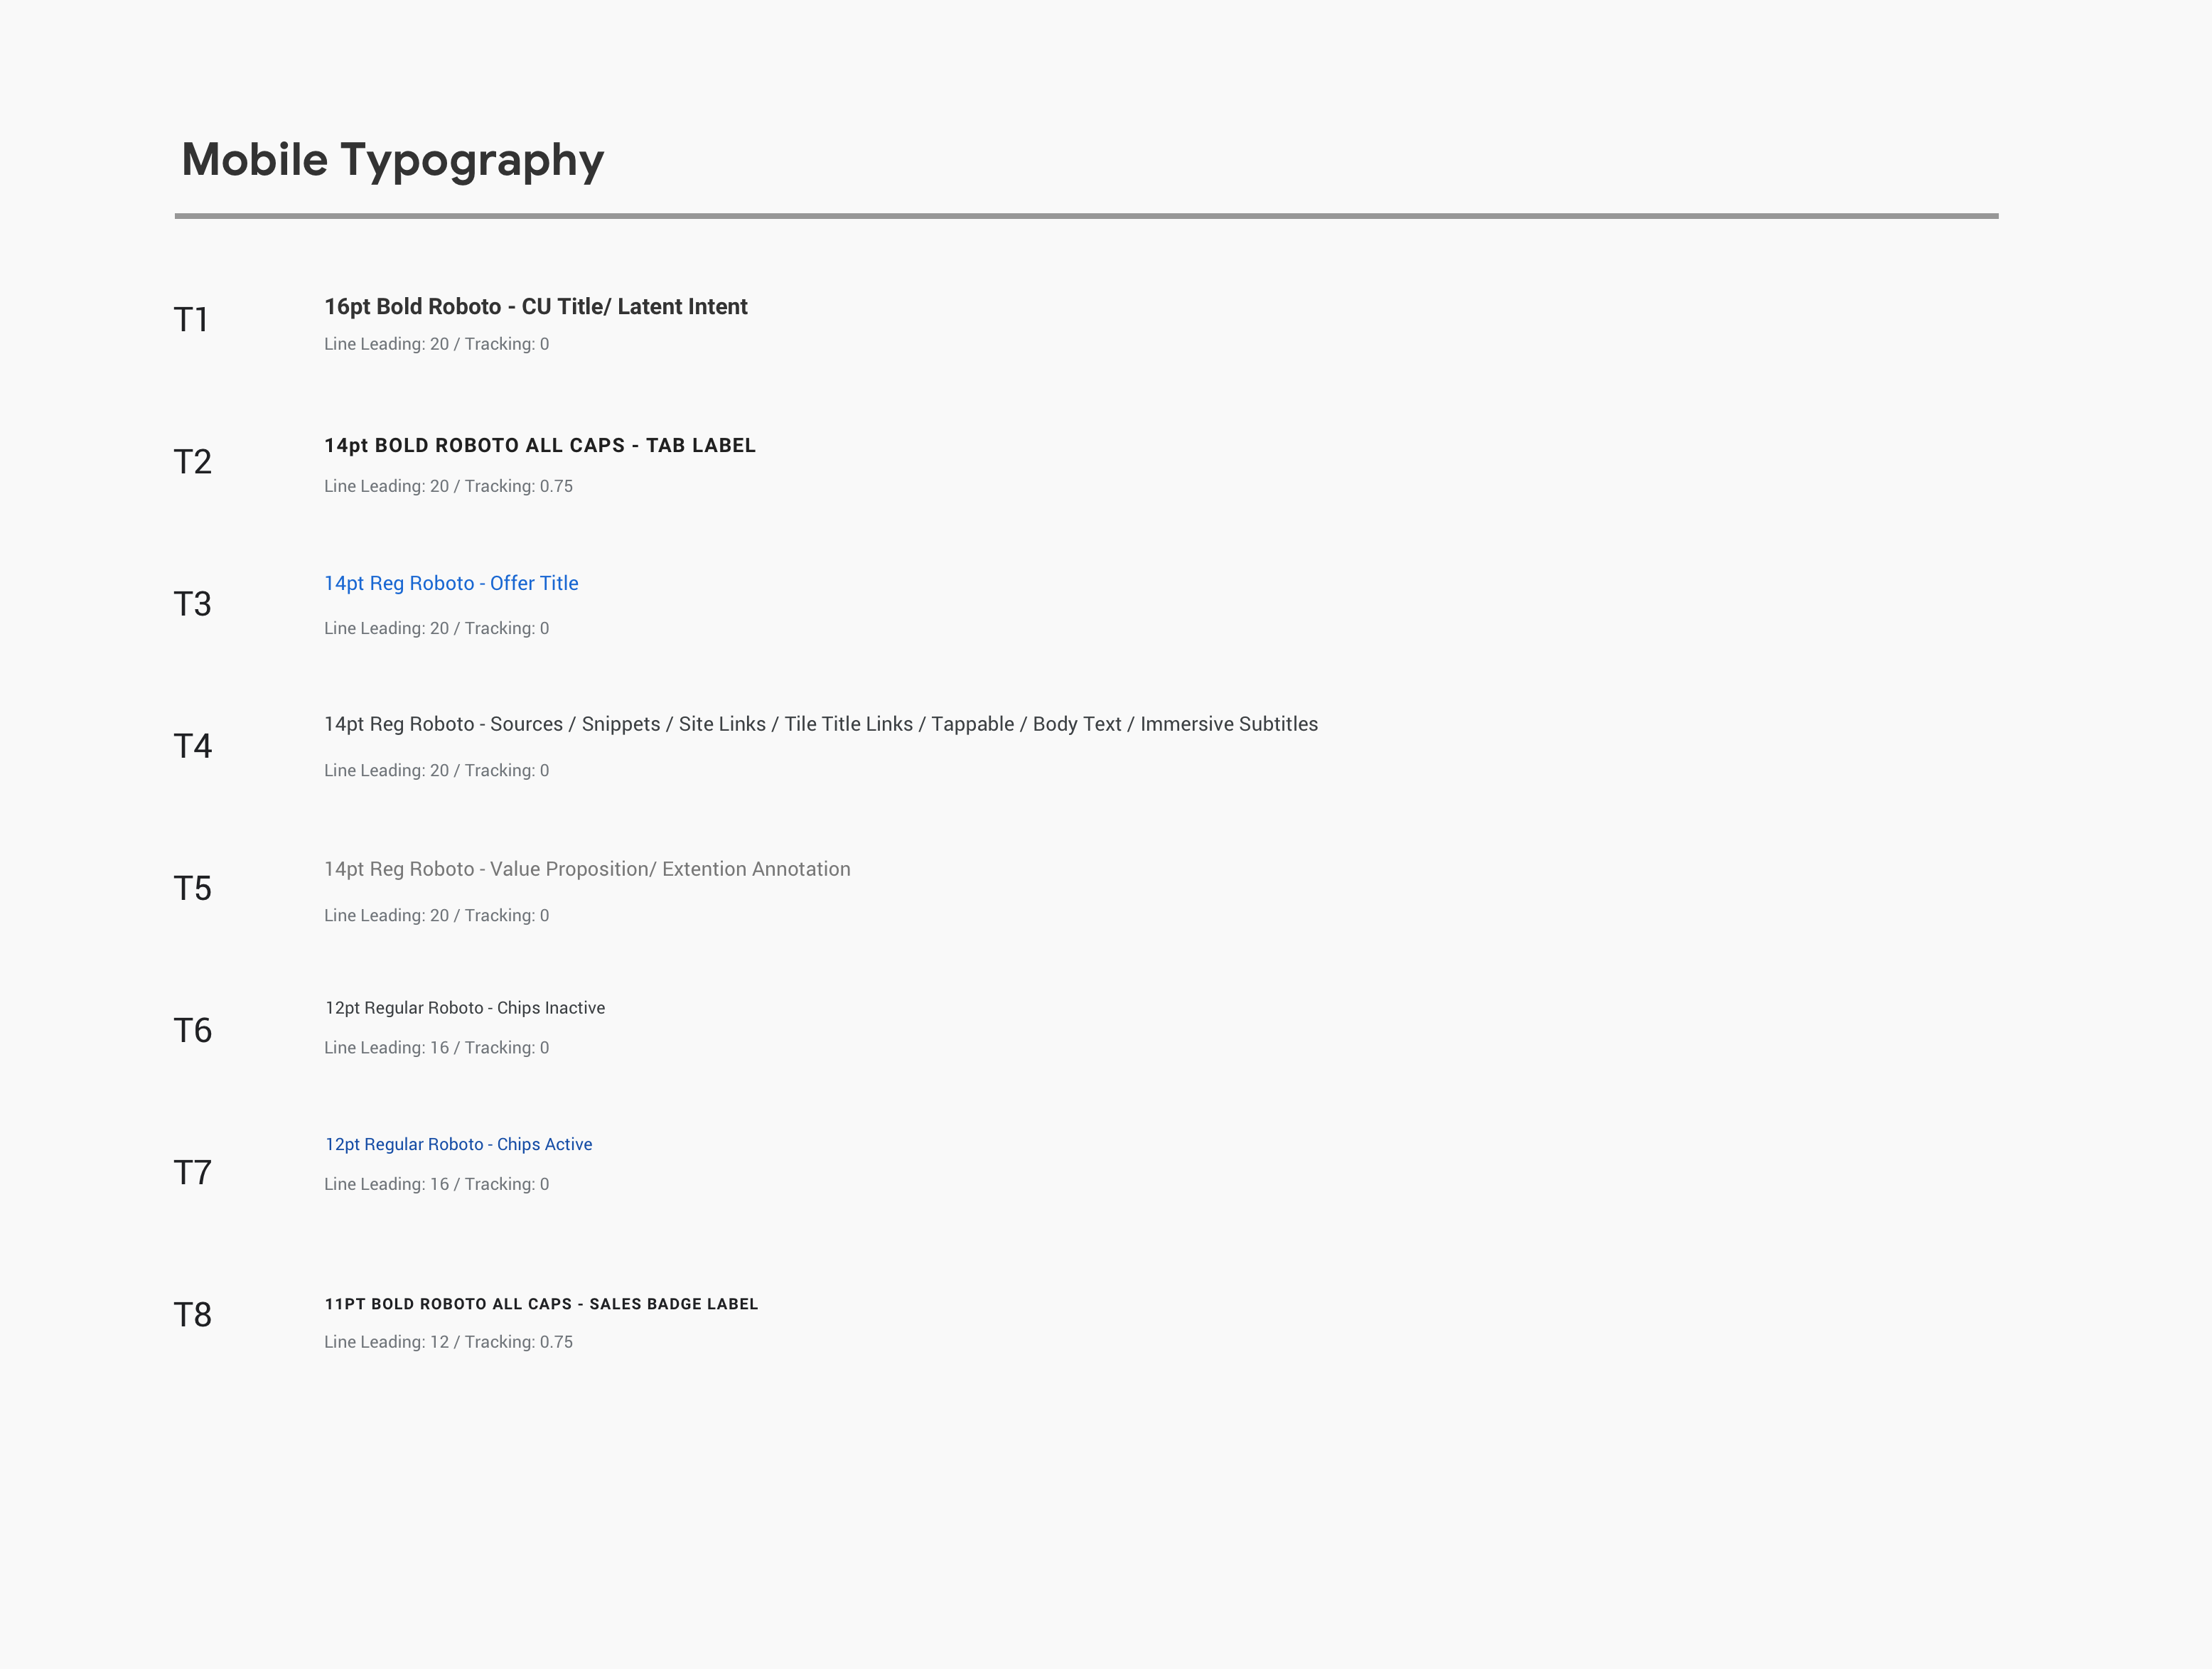 Mobile Typography
T1
16pt Bold Roboto - CU Title/ Latent Intent
Line Leading: 20 / Tracking: 0
T2
14pt BOLD ROBOTO ALL CAPS - TAB LABEL
Line Leading: 20 / Tracking: 0.75
T3
14pt Reg Roboto - Offer Title
Line Leading: 20 / Tracking: 0
T4
14pt Reg Roboto - Sources / Snippets / Site Links / Tile Title Links / Tappable / Body Text / Immersive Subtitles
Line Leading: 20 / Tracking: 0
T5
14pt Reg Roboto - Value Proposition/ Extention Annotation
Line Leading: 20 / Tracking: 0
T6
12pt Regular Roboto - Chips Inactive
Line Leading: 16 / Tracking: 0
T7
12pt Regular Roboto - Chips Active
Line Leading: 16 / Tracking: 0
T8
11PT BOLD ROBOTO ALL CAPS - SALES BADGE LABEL
Line Leading: 12 / Tracking: 0.75